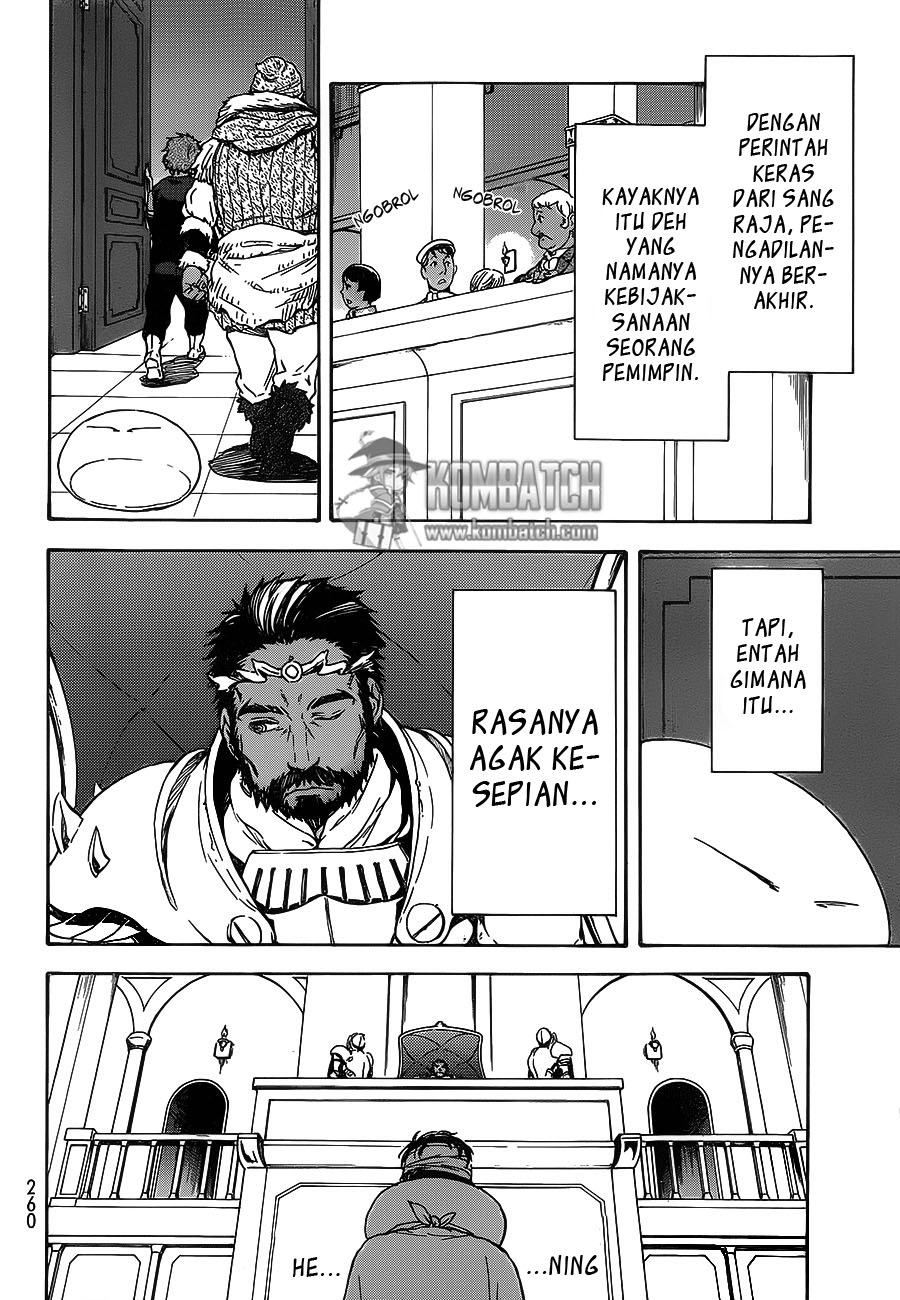 DENGAN
PERINTAH
KERAS
DARI SANG
RAJA, PE-
NGADILAN-
NYA BER-
AKHIR.
KAYAKNYA
ITU DEH
YANG
NAMANYA
KEBIJAK-
SANAAN
SEORANG
PEMIMPIN.
NGOBROL
NGOBROL
KOMBATCH
www.kombatch.com
TAPI,
ENTAH
GIMANA
ITU...
RASANYA
AGAK KE-
SEPIAN...
HE...
...NING
260